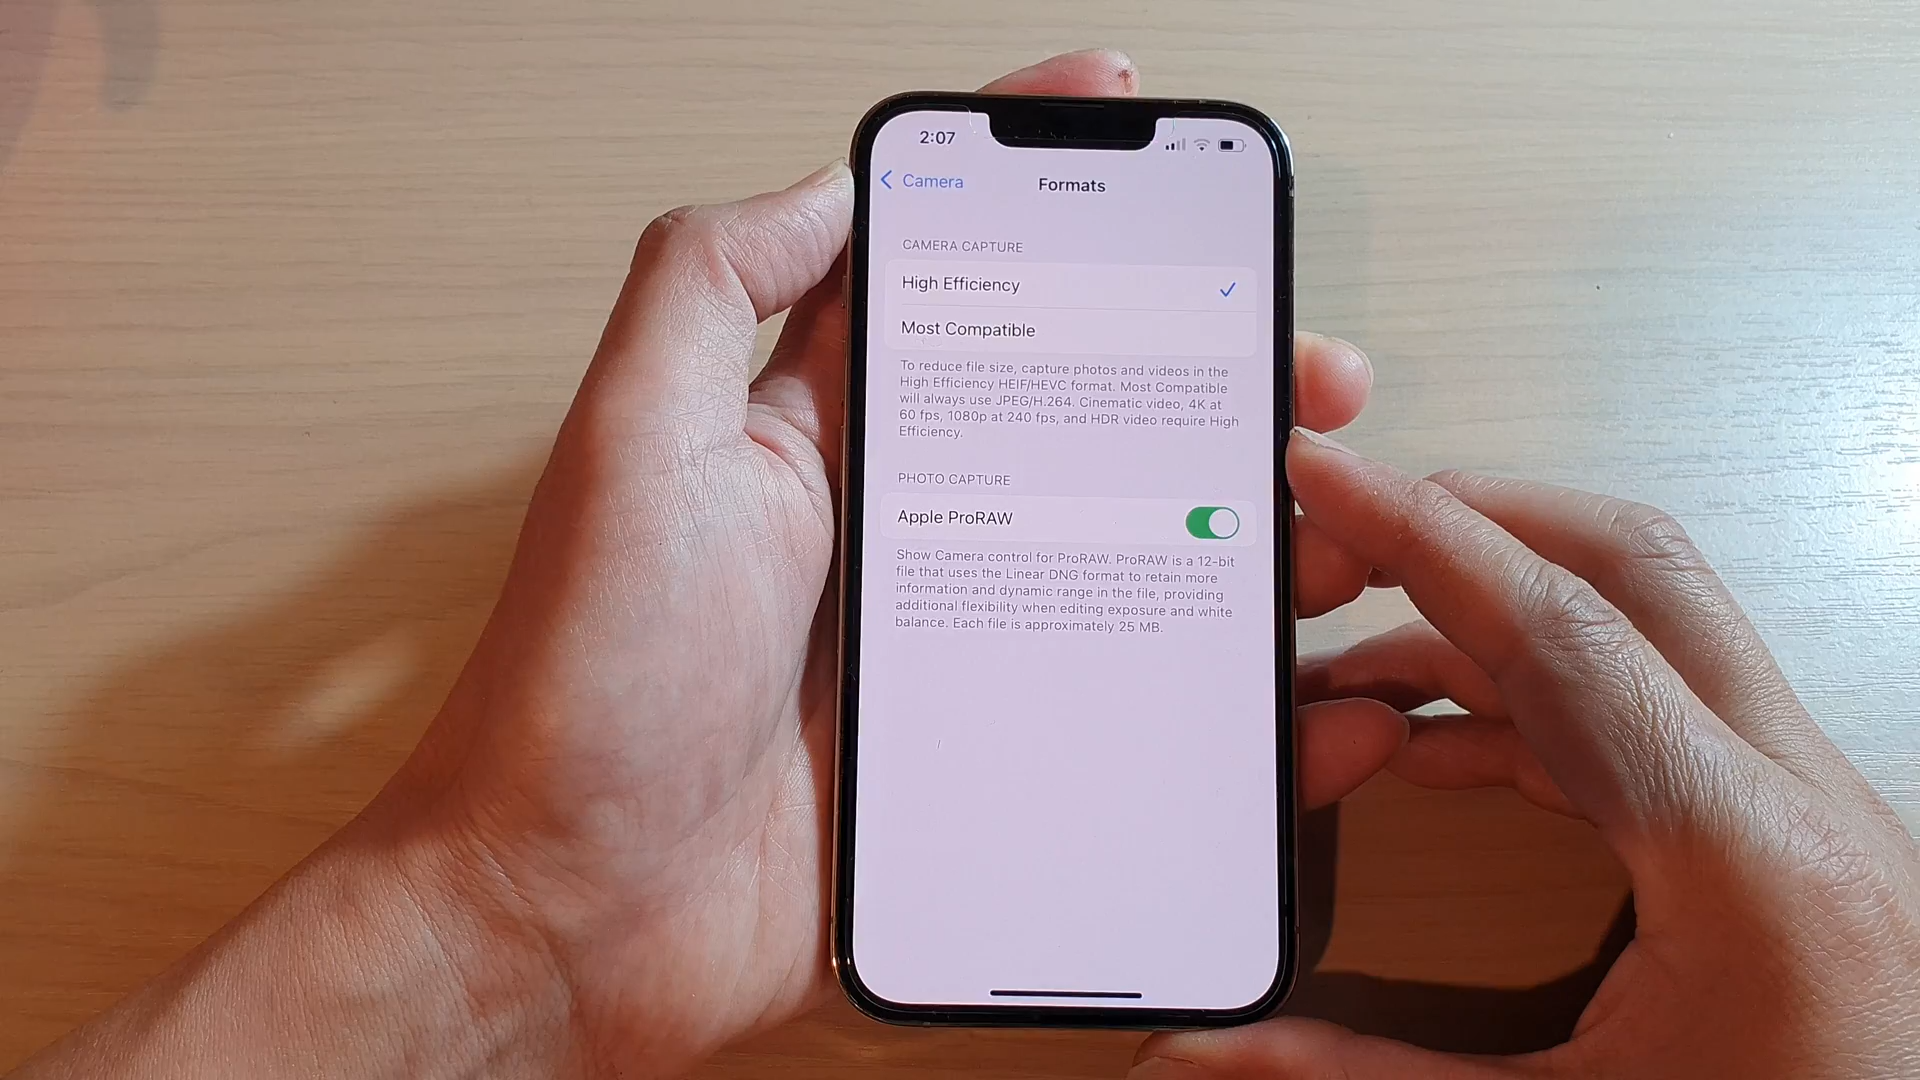 2:07
Camera
Formats
CAMERA CAPTURE
High Efficiency
Most Compatible
To reduce file size, capture photos and videos in the
High Efficiency HEIF/HEVC format. Most Compatible
will always use JPEG/H.264. Cinematic video, 4K at
60 fps, 1080p at 240 fps, and HDR video require High
Efficiency.
PHOTO CAPTURE
Apple ProRAW
Show Camera control for ProRAW. ProRAW is a 12-bit
file that uses the Linear DNG format to retain more
information and dynamic range in the file, providing
additional flexibility when editing exposure and white
balance. Each file is approximately 25 MB.